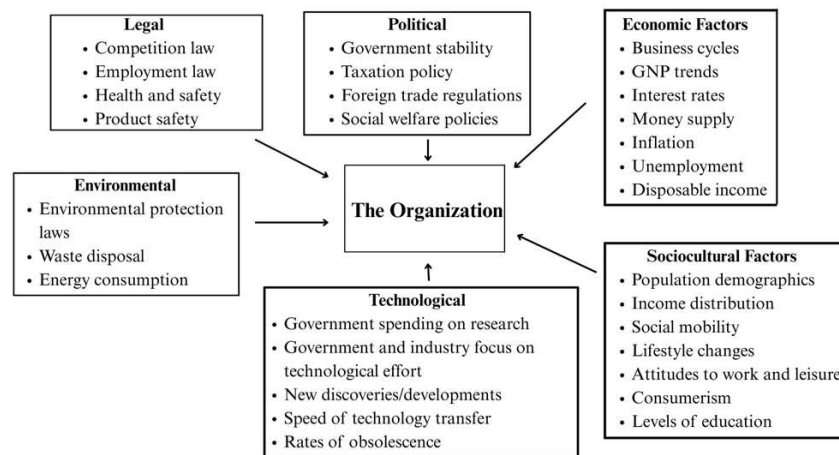 Legal
• Competition law
• Employment law
• Health and safety
• Product safety
Political
• Government stability
• Taxation policy
• Foreign trade regulations
• Social welfare policies
Economic Factors
• Business cycles
• GNP trends
• Interest rates
• Money supply
• Inflation
• Unemployment
• Disposable income
Environmental
• Environmental protection
laws
• Waste disposal
• Energy consumption
The Organization
Technological
• Government spending on research
• Government and industry focus on
technological effort
• New discoveries/developments
• Speed of technology transfer
• Rates of obsolescence
Sociocultural Factors
• Population demographics
• Income distribution
• Social mobility
• Lifestyle changes
• Attitudes to work and leisure
• Consumerism
• Levels of education